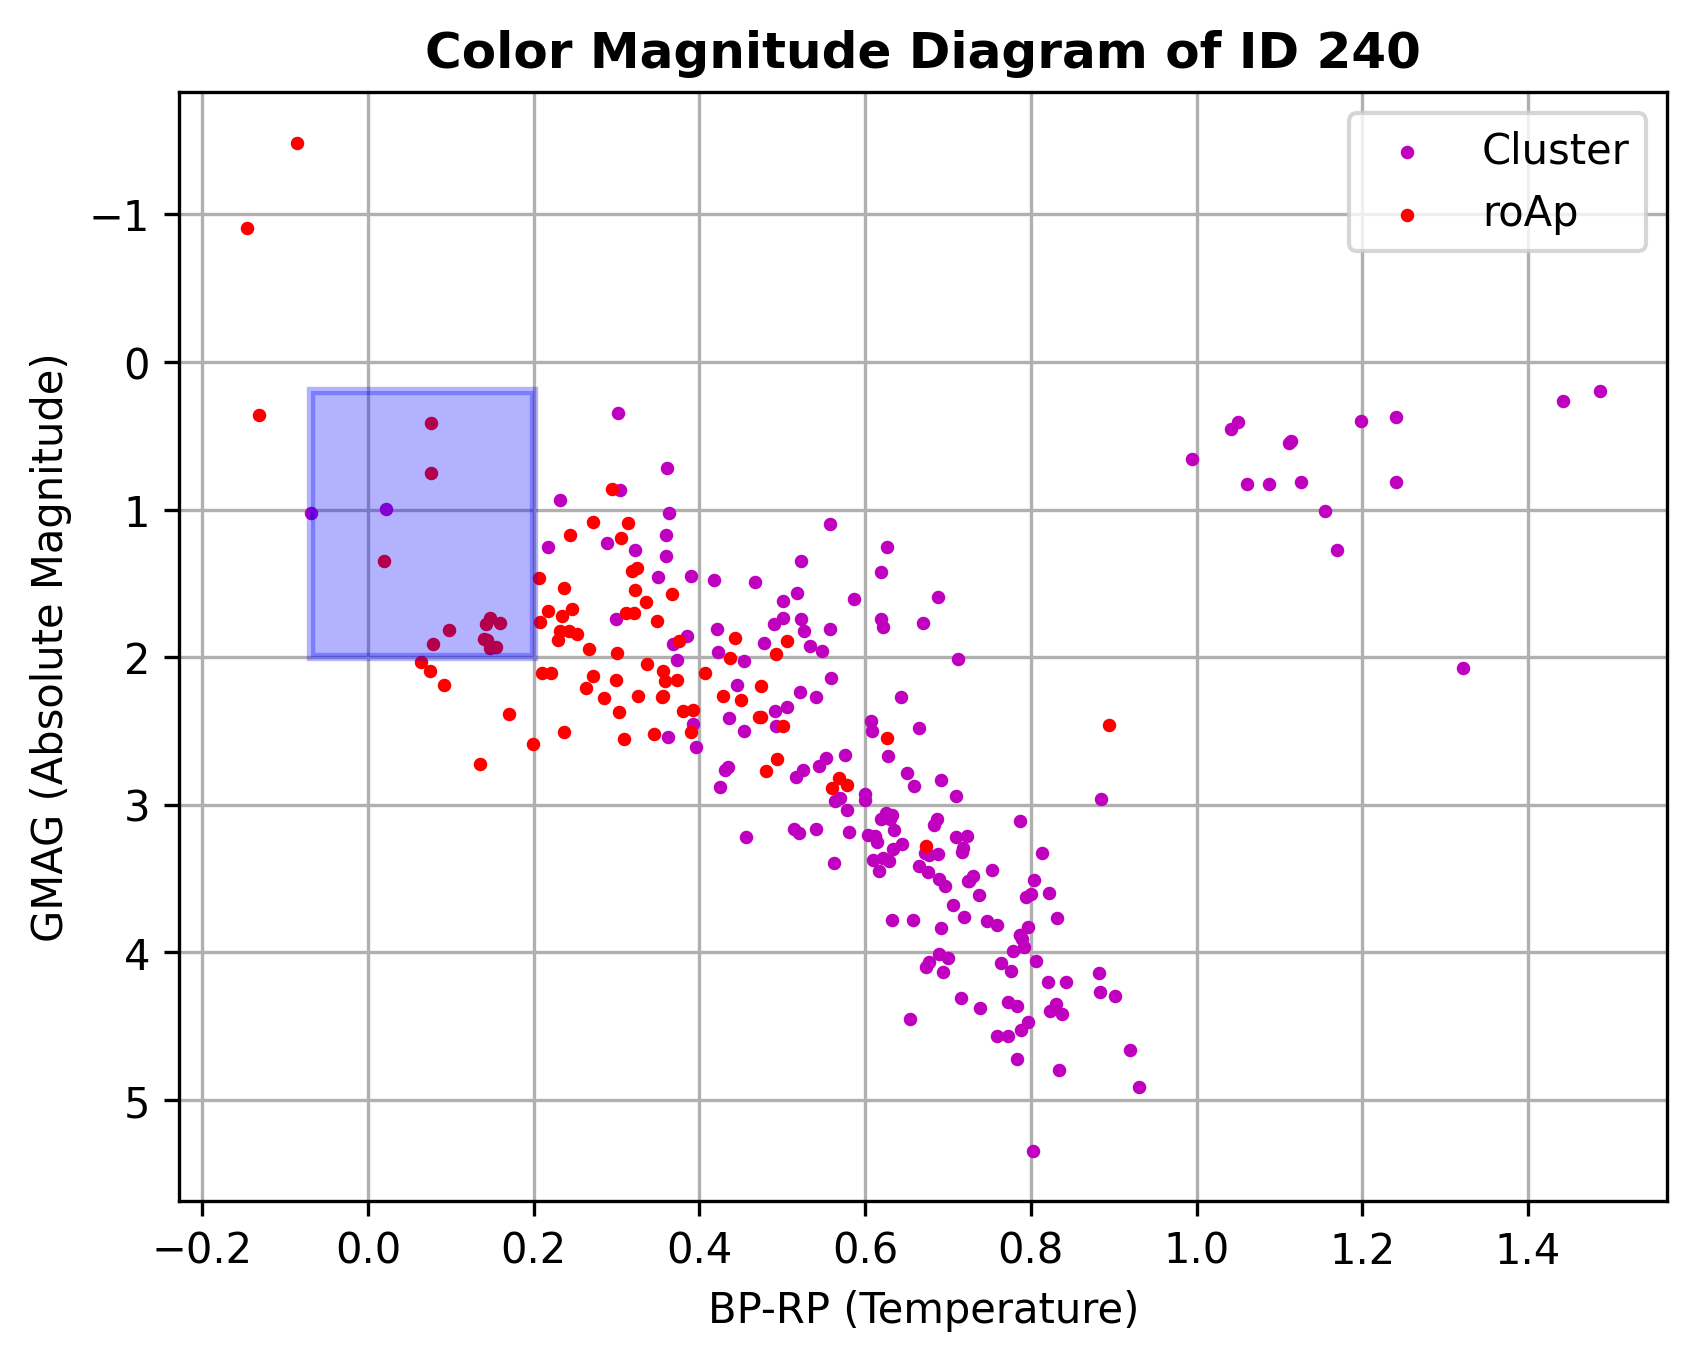 Color Magnitude Diagram of ID 240
Cluster
roAp
GMAG (Absolute Magnitude)
−1
0
1
2
3
4
5
−0.2 0.0 0.2 0.4 0.6 0.8 1.0 1.2 1.4
BP-RP (Temperature)